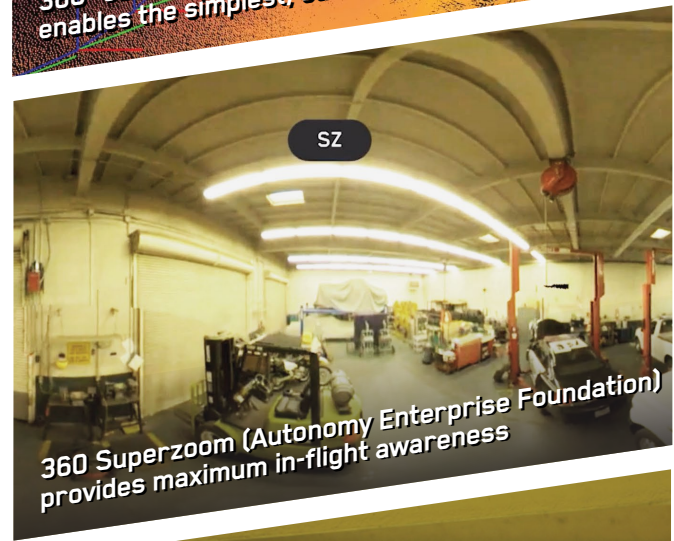 enables the simplest,
SZ
360 Superzoom (Autonomy Enterprise Foundation)
provides maximum in-flight awareness